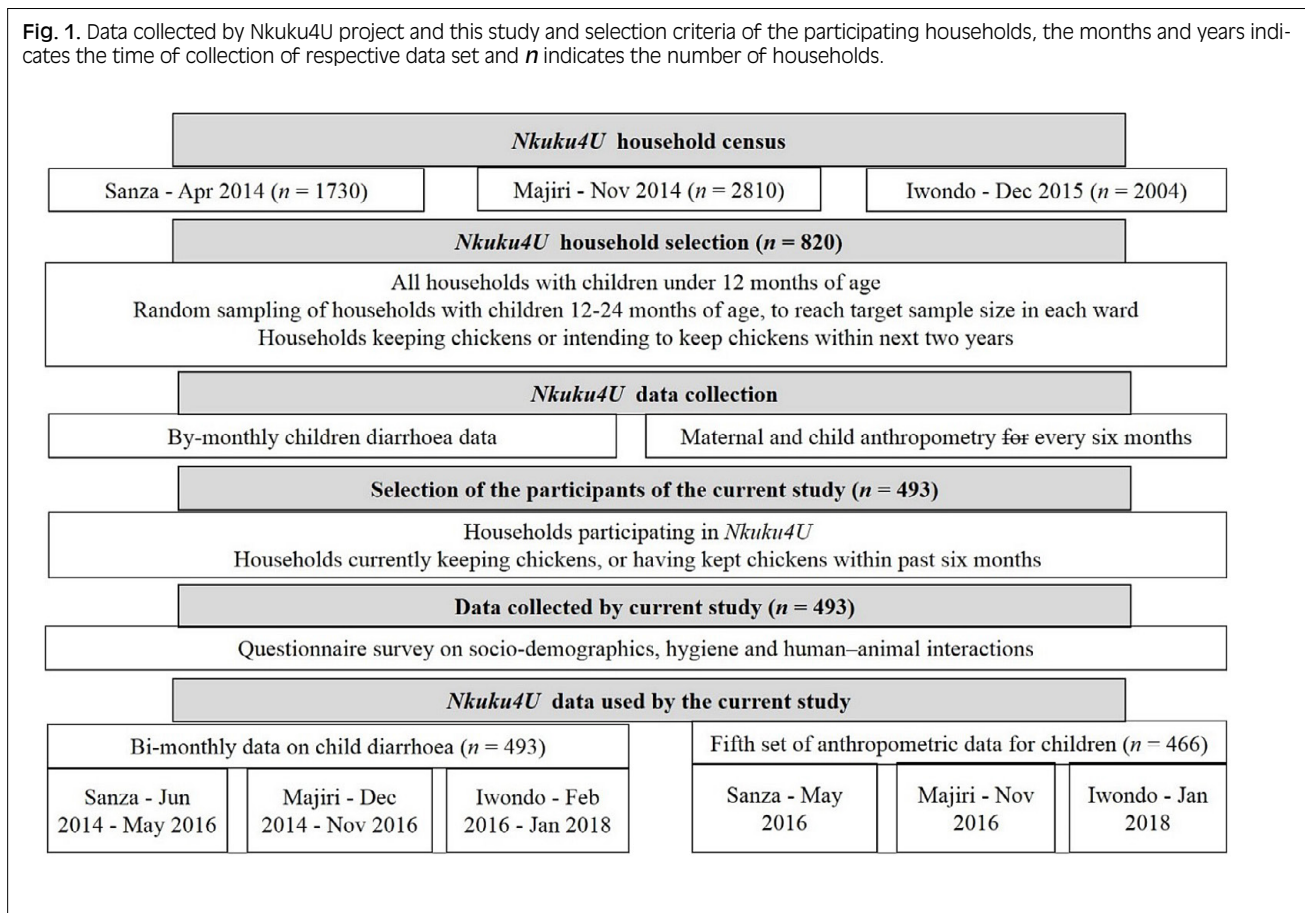 Fig. 1. Data collected by Nkuku4U project and this study and selection criteria of the participating households, the months and years indi-
cates the time of collection of respective data set and n indicates the number of households.
Nkuku4U household census
Sanza - Apr 2014 (n = 1730)
Majiri - Nov 2014 (n = 2810)
Iwondo - Dec 2015 (n = 2004)
Nkuku4U household selection (n = 820)
All households with children under 12 months of age
Random sampling of households with children 12-24 months of age, to reach target sample size in each ward
Households keeping chickens or intending to keep chickens within next two years
Nkuku4U data collection
By-monthly children diarrhoea data
Maternal and child anthropometry for every six months
Selection of the participants of the current study (n = 493)
Households participating in Nkuku4U
Households currently keeping chickens, or having kept chickens within past six months
Data collected by current study (n = 493)
Questionnaire survey on socio-demographics, hygiene and human–animal interactions
Nkuku4U data used by the current study
Bi-monthly data on child diarrhoea (n = 493)
Sanza - Jun
2014 - May 2016
Majiri - Dec
2014 - Nov 2016
Iwondo - Feb
2016 - Jan 2018
Fifth set of anthropometric data for children (n = 466)
Sanza - May
2016
Majiri - Nov
2016
Iwondo - Jan
2018